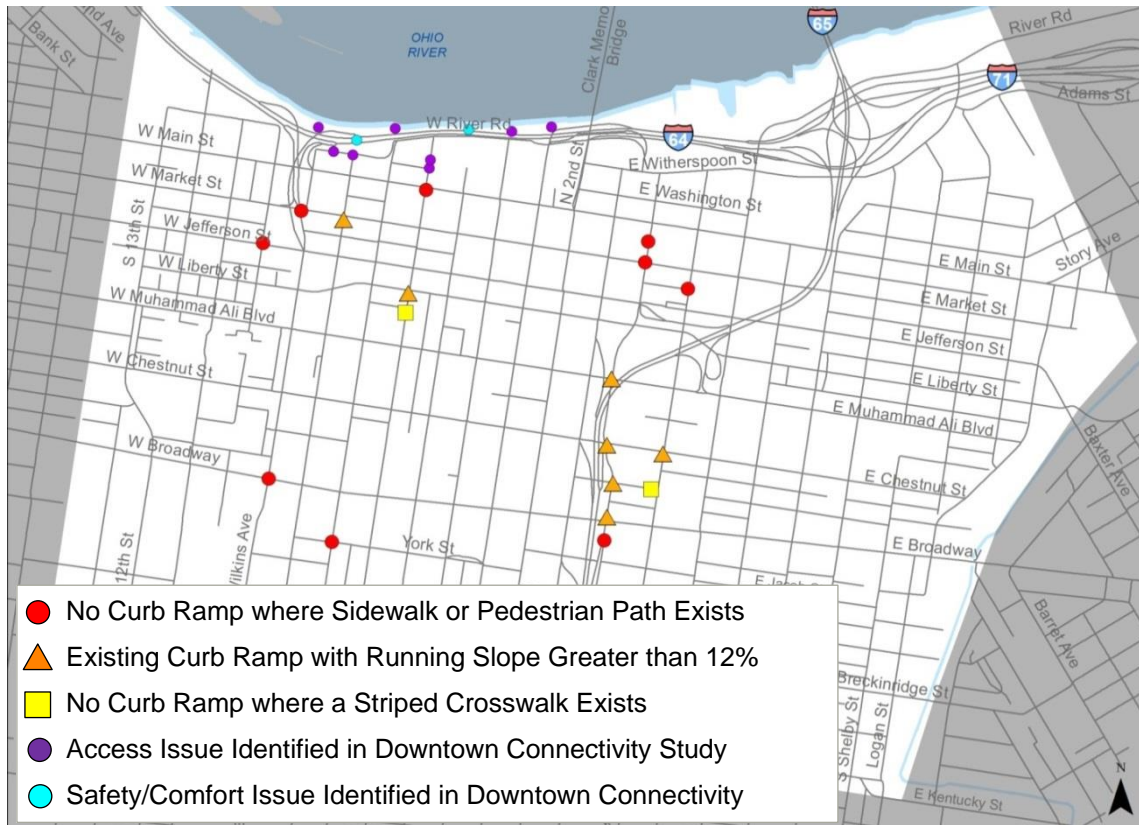 River Rd
65
OHIO
RIVER
Clark Memo
Bridge
nd Ave
Bank St
71
Adams St
W River Rd
64
W Main St
E Witherspoon St
N 2nd St
W Market St
E Washington St
S 13th St
W Jefferson St
Story Ave
W Liberty St
E Main St
W Muhammad Ali Blvd
E Market St
E Jefferson St
W Chestnut St
E Liberty St
E Muhammad Ali Blvd
Baxter Ave
W Broadway
E Chestnut St
York St
E Broadway
12th St
Wilkins Ave
Barret Ave
Breckinridge St
S Shelby St
Logan St
E Kentucky St
N
No Curb Ramp where Sidewalk or Pedestrian Path Exists
Existing Curb Ramp with Running Slope Greater than 12%
No Curb Ramp where a Striped Crosswalk Exists
Access Issue Identified in Downtown Connectivity Study
Safety/Comfort Issue Identified in Downtown Connectivity